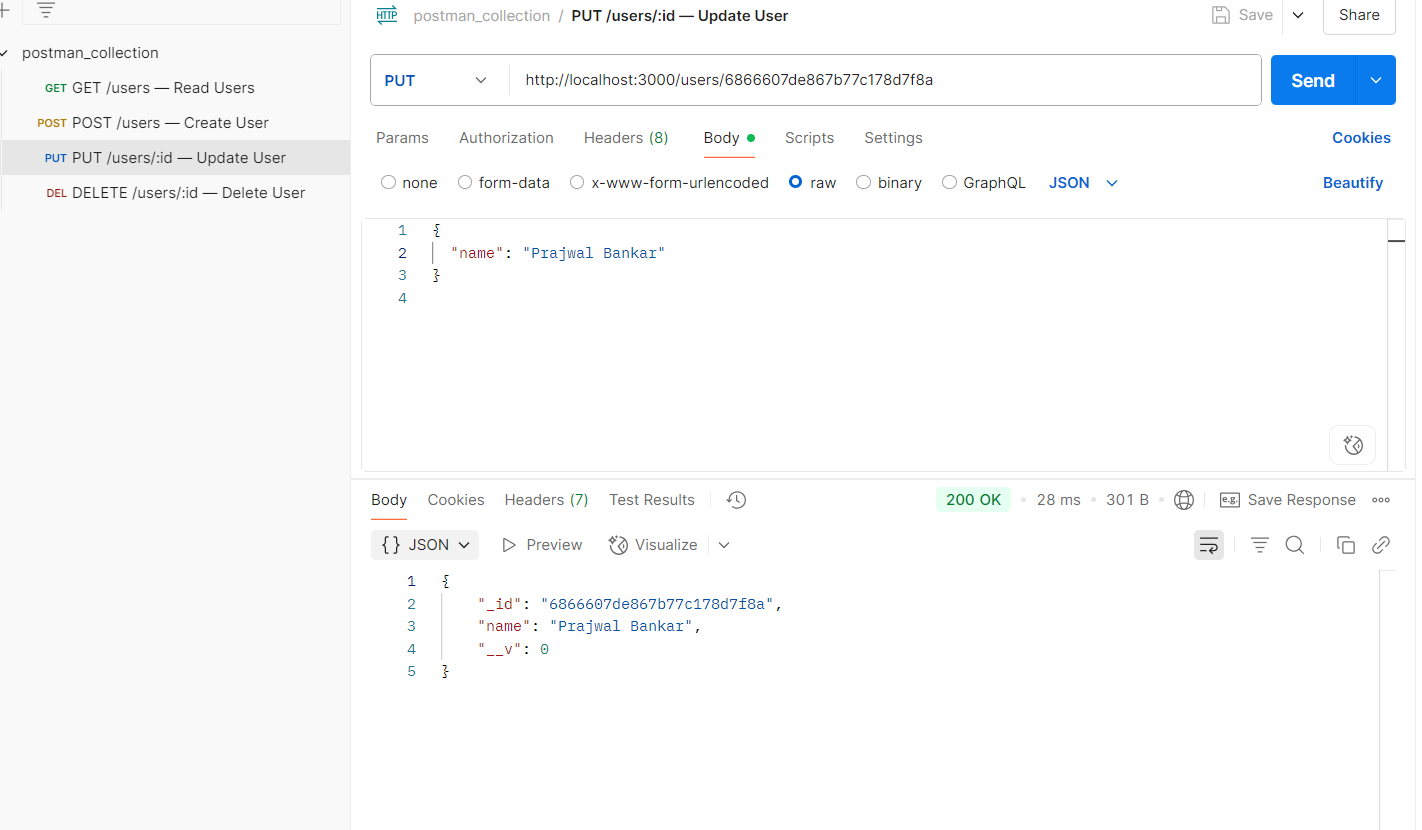 postman_collection
GET GET /users — Read Users
POST POST /users — Create User
PUT PUT /users/:id — Update User
DEL DELETE /users/:id — Delete User
HTTP postman_collection / PUT /users/:id — Update User Save Share
PUT http://localhost:3000/users/6866607de867b77c178d7f8a Send
Params Authorization Headers (8) Body Scripts Settings Cookies
none form-data x-www-form-urlencoded raw binary GraphQL JSON Beautify
1 {
2 "name": "Prajwal Bankar"
3 }
4
Body Cookies Headers (7) Test Results 200 OK 28 ms 301 B e.g. Save Response
{} JSON Preview Visualize
1 {
2 "_id": "6866607de867b77c178d7f8a",
3 "name": "Prajwal Bankar",
4 "__v": 0
5 }